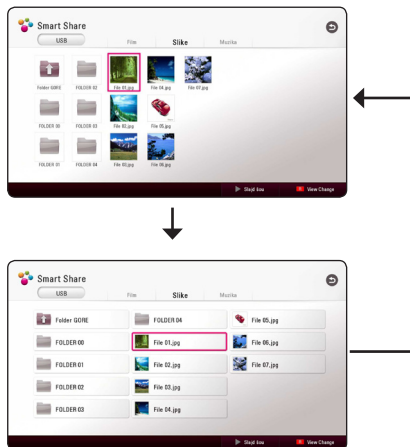 Smart Share
USB Film Slike Muzika
Folder GORE FOLDER 02 File 01.jpg File 04.jpg File 07.jpg
FOLDER 00 FOLDER 03 File 02.jpg File 05.jpg
FOLDER 01 FOLDER 04 File 03.jpg File 06.jpg
Slajd šou View Change
Smart Share
USB Film Slike Muzika
Folder GORE FOLDER 04 File 05.jpg
FOLDER 00 File 01.jpg File 06.jpg
FOLDER 01 File 02.jpg File 07.jpg
FOLDER 02 File 03.jpg
FOLDER 03 File 04.jpg
Slajd šou View Change